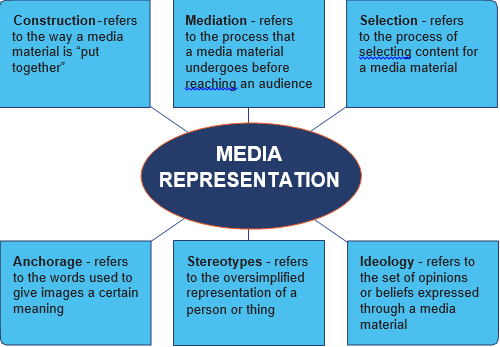 Construction - refers
to the way a media
material is “put
together”
Mediation - refers
to the process that
a media material
undergoes before
reaching an audience
Selection - refers
to the process of
selecting content for
a media material
MEDIA
REPRESENTATION
Anchorage - refers
to the words used to
give images a certain
meaning
Stereotypes - refers
to the oversimplified
representation of a
person or thing
Ideology - refers to
the set of opinions
or beliefs expressed
through a media
material